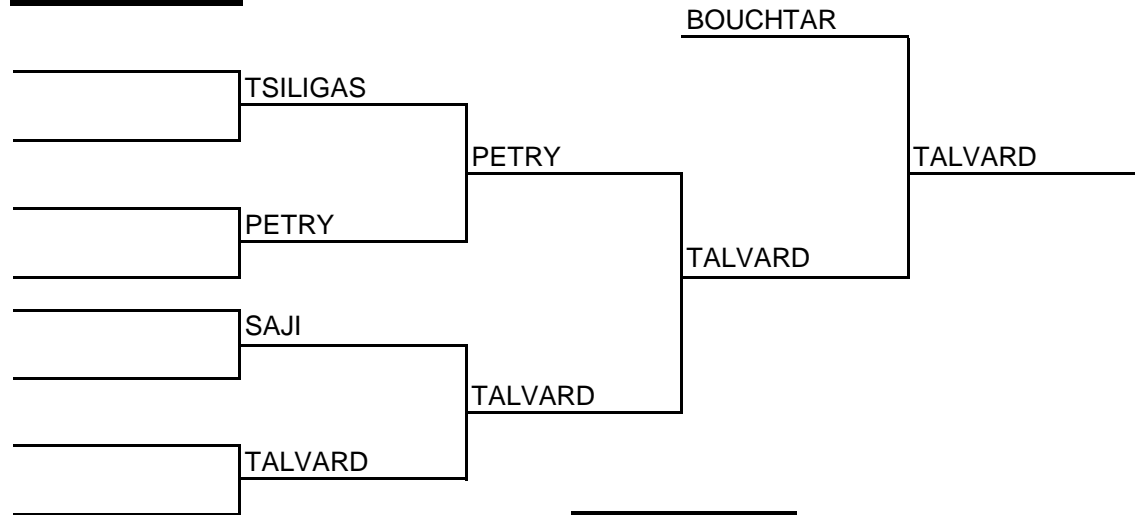 BOUCHTAR
TSILIGAS
PETRY
TALVARD
PETRY
TALVARD
SAJI
TALVARD
TALVARD